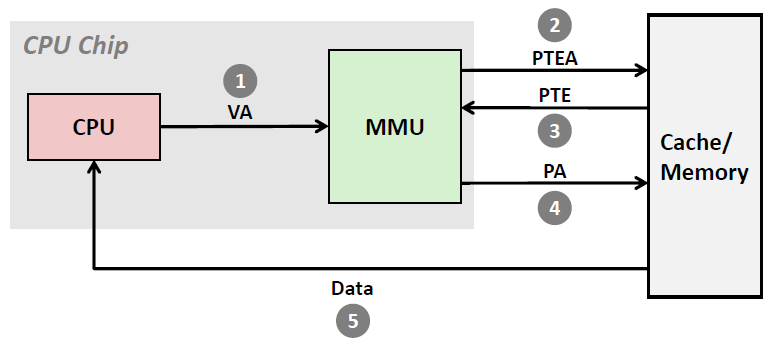 CPU Chip
1
VA
CPU
MMU
2
PTEA
PTE
3
PA
4
Cache/
Memory
Data
5